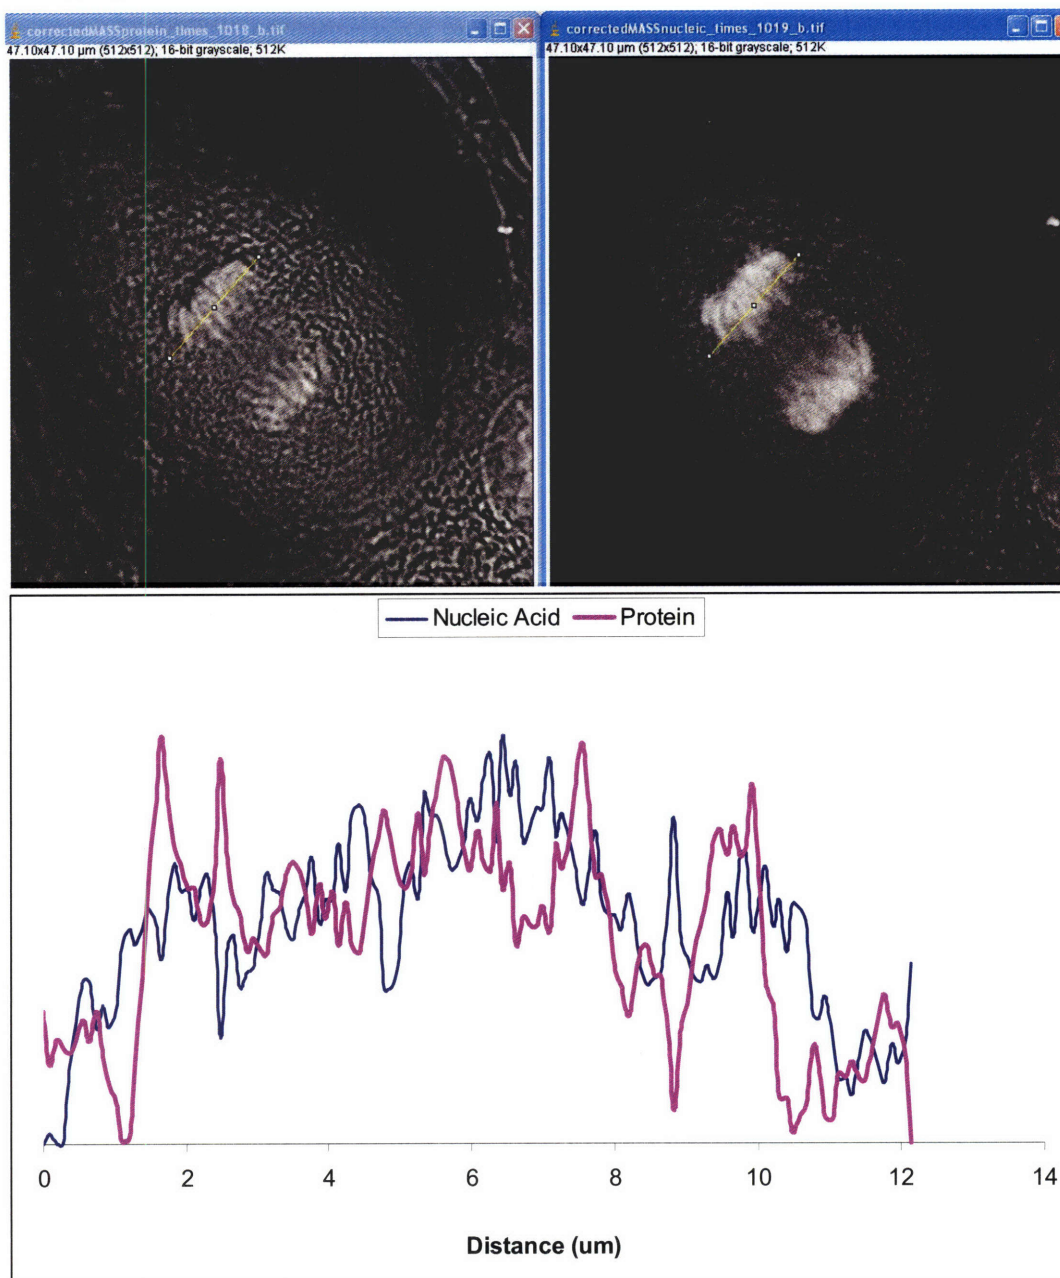 correctedMASSprotein_times_1018_b.tif
47.10x47.10 µm (512x512); 16-bit grayscale; 512K
correctedMASSnucleic_times_1019_b.tif
47.10x47.10 µm (512x512); 16-bit grayscale; 512K
Nucleic Acid Protein
0 2 4 6 8 10 12 14
Distance (um)